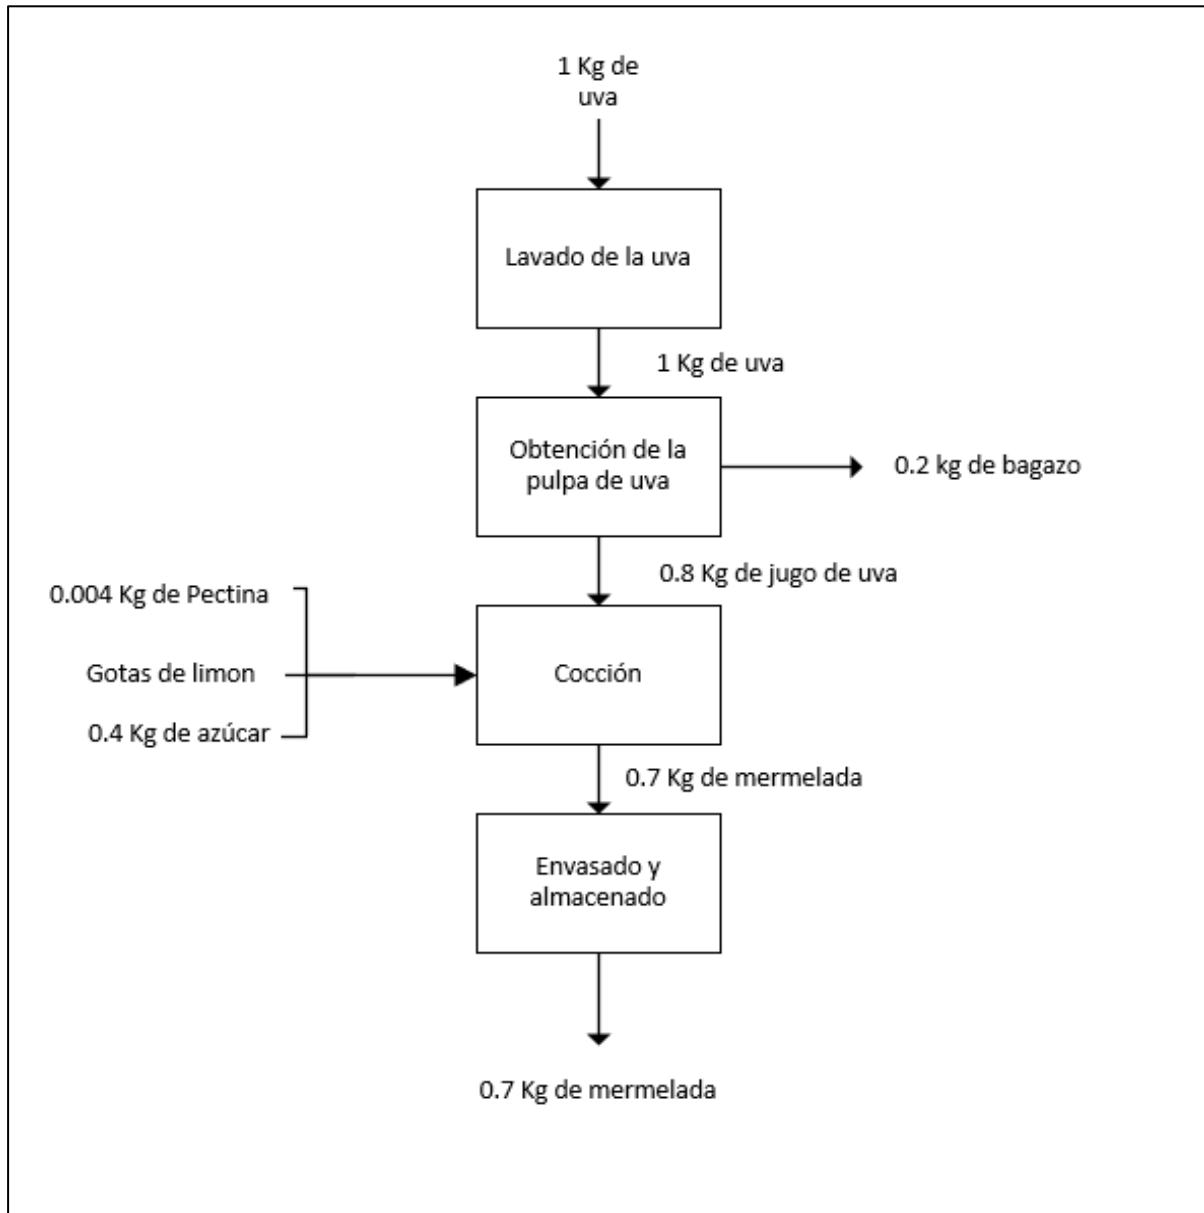 1 Kg de
uva
Lavado de la uva
1 Kg de uva
Obtención de la
pulpa de uva
0.2 kg de bagazo
0.8 Kg de jugo de uva
0.004 Kg de Pectina
Gotas de limon
0.4 Kg de azúcar
Cocción
0.7 Kg de mermelada
Envasado y
almacenado
0.7 Kg de mermelada